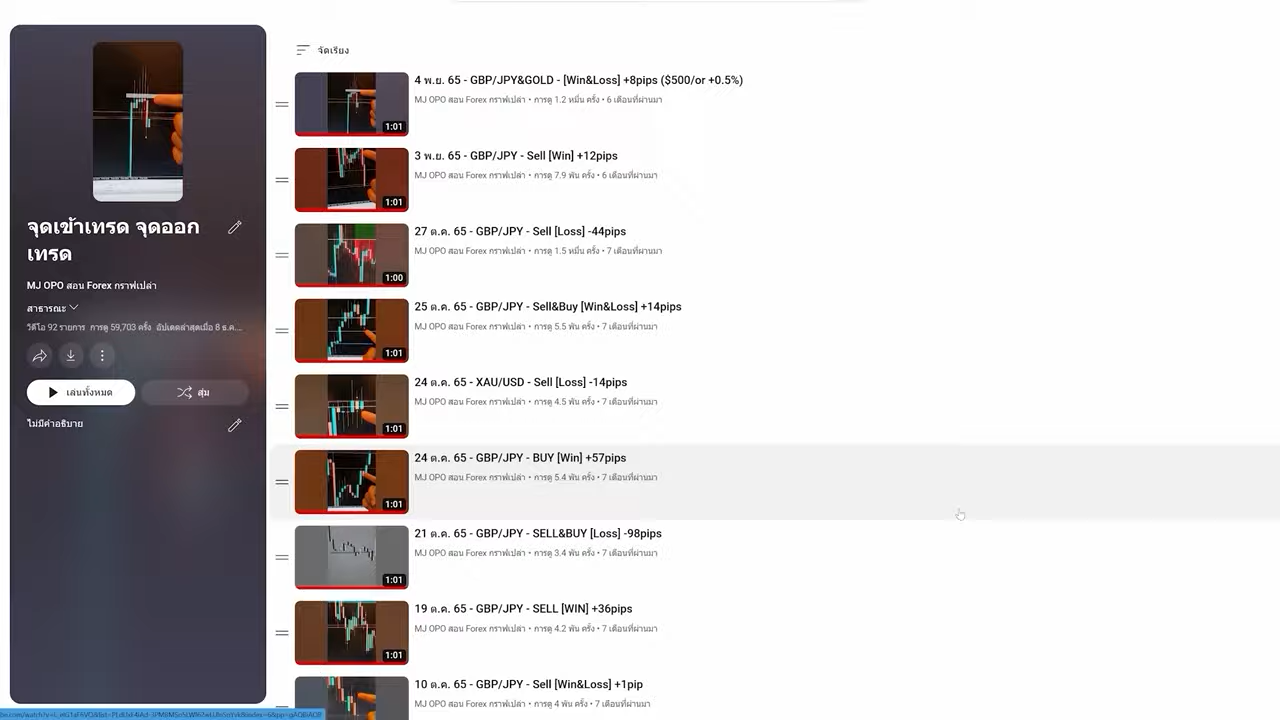 จุดเข้าเทรด จุดออก
เทรด
MJ OPO สอน Forex กราฟเปล่า
สาธารณะ
วิดีโอ 92 รายการ การดู 59,703 ครั้ง อัปเดตล่าสุดเมื่อ 8 ธ.ค....
เล่นทั้งหมด
สุ่ม
ไม่มีคำอธิบาย
จัดเรียง
4 พ.ย. 65 - GBP/JPY&GOLD - [Win&Loss] +8pips ($500/or +0.5%)
MJ OPO สอน Forex กราฟเปล่า • การดู 1.2 หมื่น ครั้ง • 6 เดือนที่ผ่านมา
1:01
3 พ.ย. 65 - GBP/JPY - Sell [Win] +12pips
MJ OPO สอน Forex กราฟเปล่า • การดู 7.9 พัน ครั้ง • 6 เดือนที่ผ่านมา
1:01
27 ต.ค. 65 - GBP/JPY - Sell [Loss] -44pips
MJ OPO สอน Forex กราฟเปล่า • การดู 1.5 หมื่น ครั้ง • 7 เดือนที่ผ่านมา
1:00
25 ต.ค. 65 - GBP/JPY - Sell&Buy [Win&Loss] +14pips
MJ OPO สอน Forex กราฟเปล่า • การดู 5.5 พัน ครั้ง • 7 เดือนที่ผ่านมา
1:01
24 ต.ค. 65 - XAU/USD - Sell [Loss] -14pips
MJ OPO สอน Forex กราฟเปล่า • การดู 4.5 พัน ครั้ง • 7 เดือนที่ผ่านมา
1:01
24 ต.ค. 65 - GBP/JPY - BUY [Win] +57pips
MJ OPO สอน Forex กราฟเปล่า • การดู 5.4 พัน ครั้ง • 7 เดือนที่ผ่านมา
1:01
21 ต.ค. 65 - GBP/JPY - SELL&BUY [Loss] -98pips
MJ OPO สอน Forex กราฟเปล่า • การดู 3.4 พัน ครั้ง • 7 เดือนที่ผ่านมา
1:01
19 ต.ค. 65 - GBP/JPY - SELL [WIN] +36pips
MJ OPO สอน Forex กราฟเปล่า • การดู 4.2 พัน ครั้ง • 7 เดือนที่ผ่านมา
1:01
10 ต.ค. 65 - GBP/JPY - Sell [Win&Loss] +1pip
MJ OPO สอน Forex กราฟเปล่า • การดู 4 พัน ครั้ง • 7 เดือนที่ผ่านมา